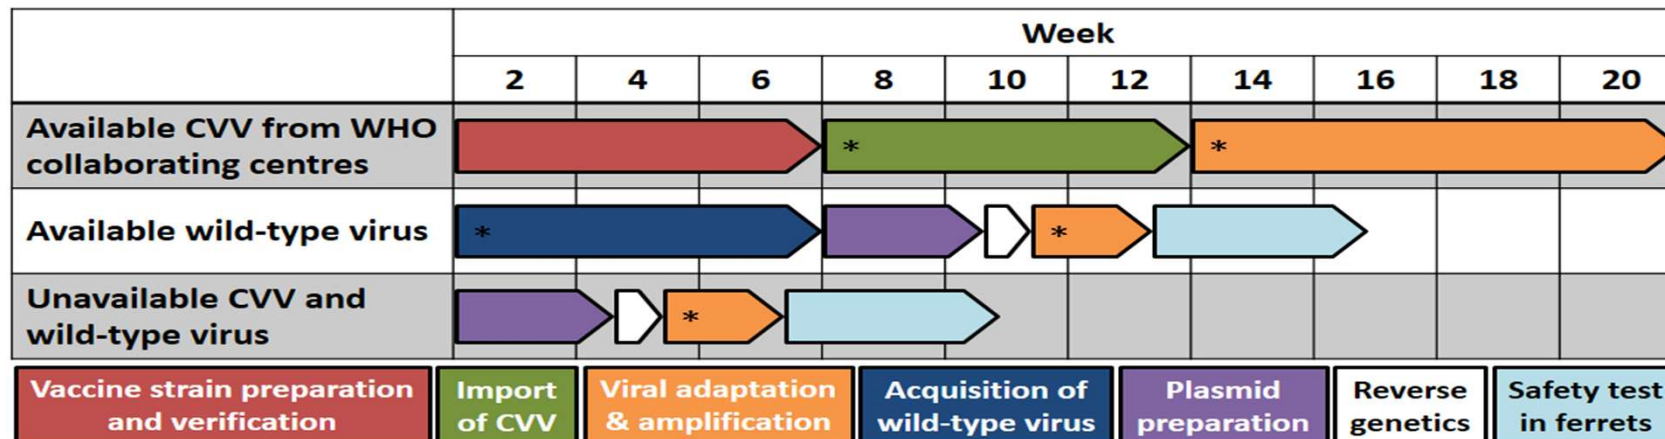 Week
2 4 6 8 10 12 14 16 18 20
Available CVV from WHO
collaborating centres
* *
Available wild-type virus
* *
Unavailable CVV and
wild-type virus
*
Vaccine strain preparation
and verification
Import
of CVV
Viral adaptation
& amplification
Acquisition of
wild-type virus
Plasmid
preparation
Reverse
genetics
Safety test
in ferrets